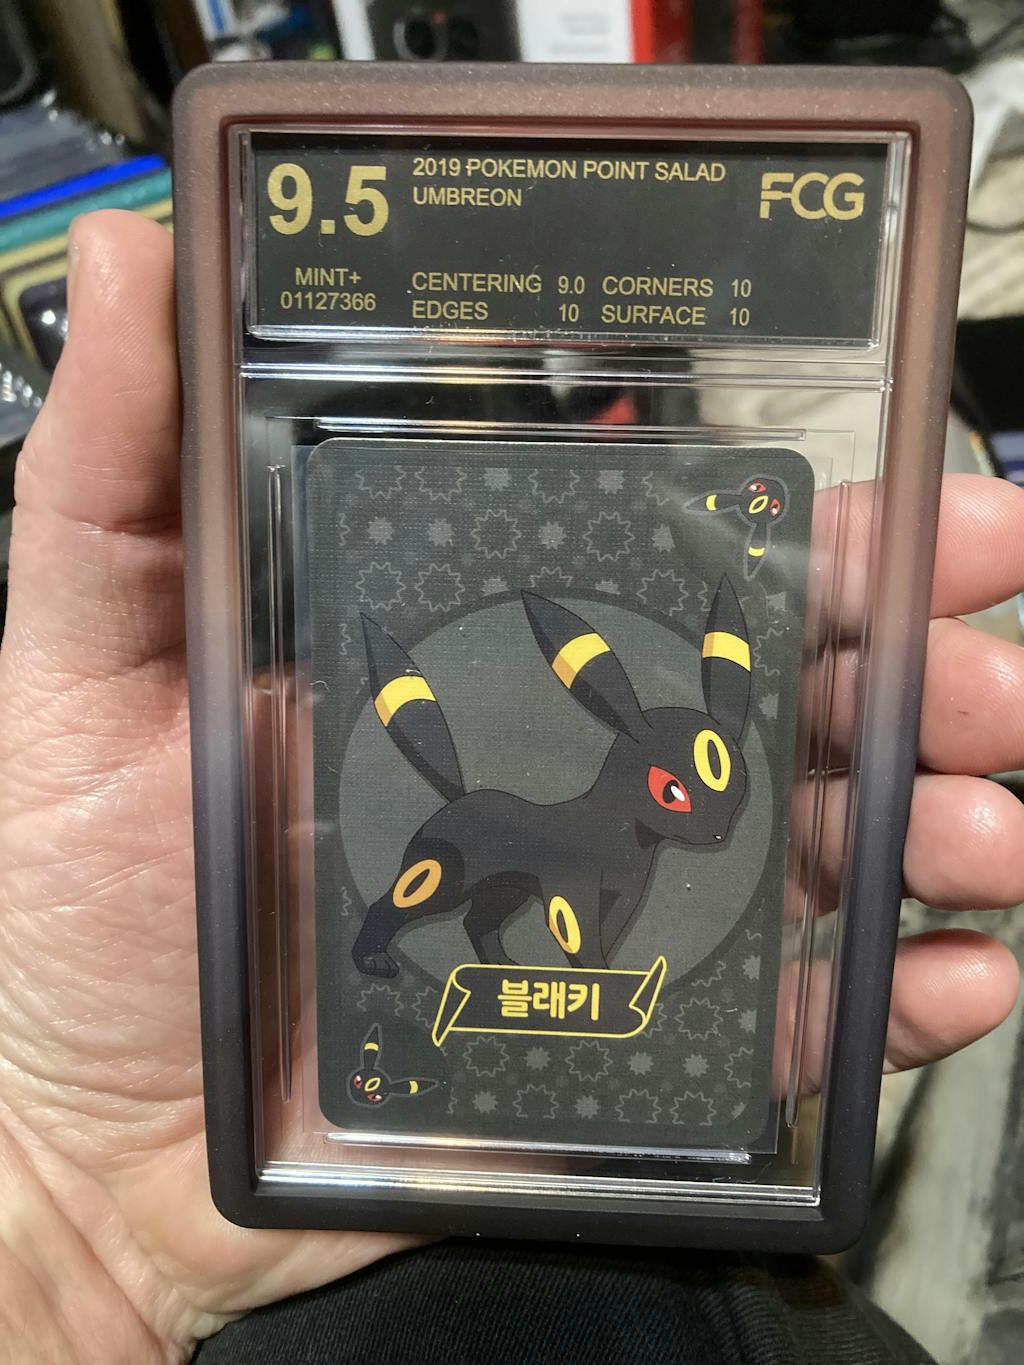 9.5
2019 POKEMON POINT SALAD
UMBREON
FCG
MINT+
01127366
CENTERING 9.0 CORNERS 10
EDGES 10 SURFACE 10
블래키